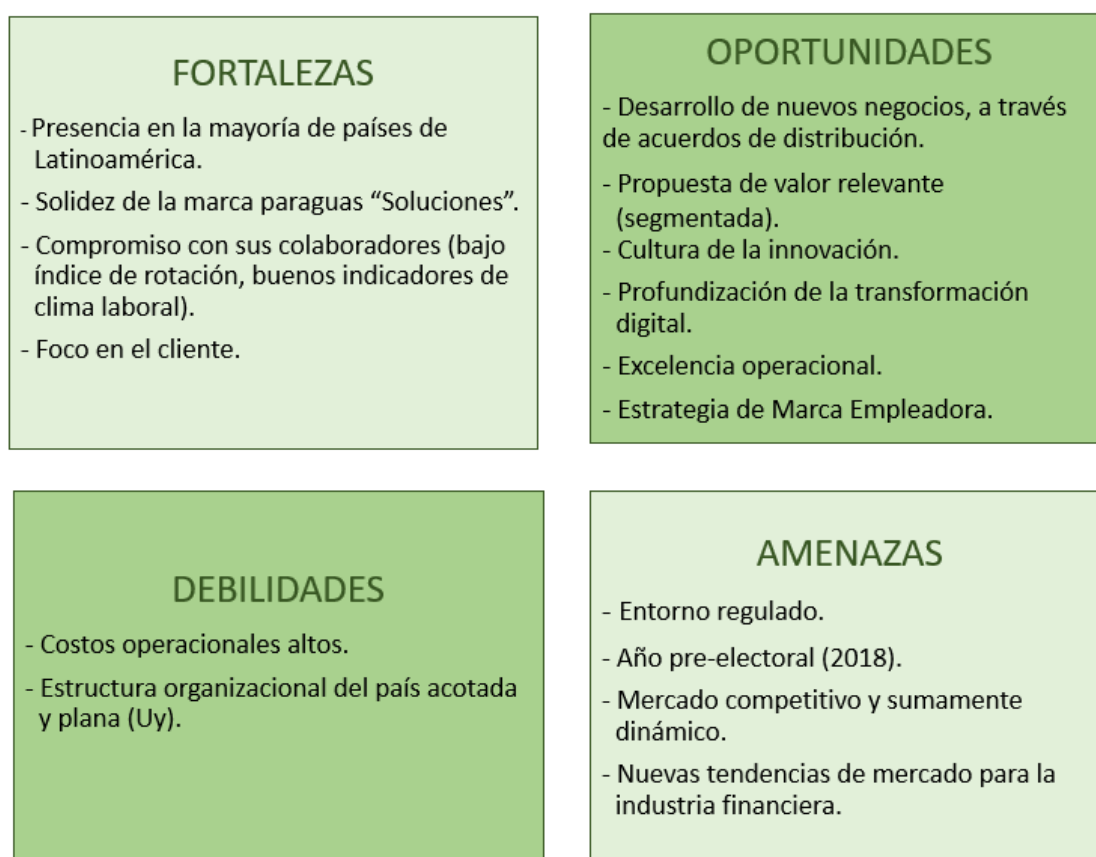 FORTALEZAS
- Presencia en la mayoría de países de
Latinoamérica.
- Solidez de la marca paraguas “Soluciones”.
- Compromiso con sus colaboradores (bajo
índice de rotación, buenos indicadores de
clima laboral).
- Foco en el cliente.
OPORTUNIDADES
- Desarrollo de nuevos negocios, a través
de acuerdos de distribución.
- Propuesta de valor relevante
(segmentada).
- Cultura de la innovación.
- Profundización de la transformación
digital.
- Excelencia operacional.
- Estrategia de Marca Empleadora.
DEBILIDADES
- Costos operacionales altos.
- Estructura organizacional del país acotada
y plana (Uy).
AMENAZAS
- Entorno regulado.
- Año pre-electoral (2018).
- Mercado competitivo y sumamente
dinámico.
- Nuevas tendencias de mercado para la
industria financiera.